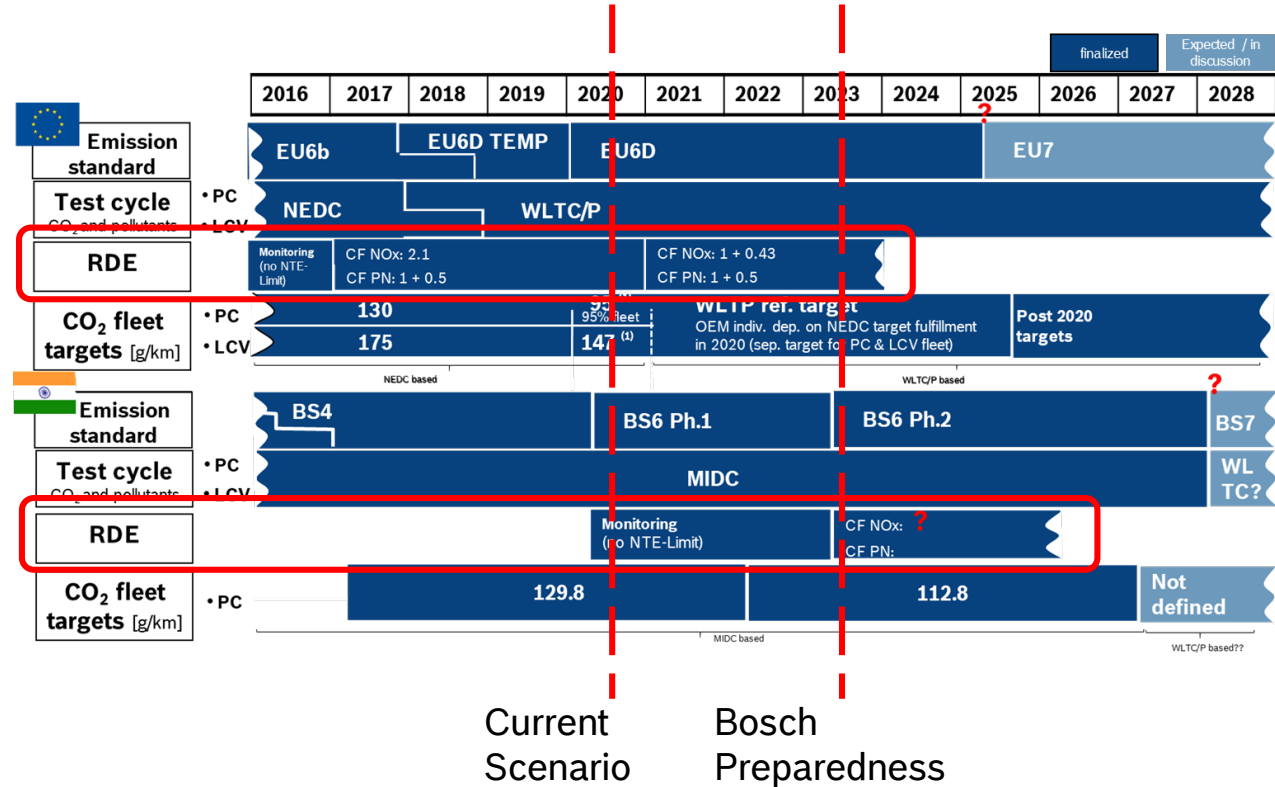 finalized
Expected / in
discussion
2016 2017 2018 2019 2020 2021 2022 2023 2024 2025 2026 2027 2028
Emission
standard
EU6b
EU6D TEMP
EU6D
?
EU7
Test cycle
CO2 and pollutants
• PC
• LCV
NEDC
WLTC/P
RDE
Monitoring
(no NTE-
Limit)
CF NOx: 2.1
CF PN: 1 + 0.5
CF NOx: 1 + 0.43
CF PN: 1 + 0.5
CO2 fleet
targets [g/km]
• PC
• LCV
130
175
95
95% fleet
147 (1)
WLTP ref. target
OEM indiv. dep. on NEDC target fulfillment
in 2020 (sep. target for PC & LCV fleet)
Post 2020
targets
NEDC based
WLTC/P based
Emission
standard
BS4
BS6 Ph.1
BS6 Ph.2
?
BS7
Test cycle
CO2 and pollutants
• PC
• LCV
MIDC
WL
TC?
RDE
Monitoring
(no NTE-Limit)
CF NOx: ?
CF PN:
CO2 fleet
targets [g/km]
• PC
129.8
112.8
Not
defined
MIDC based
WLTC/P based??
Current
Scenario
Bosch
Preparedness